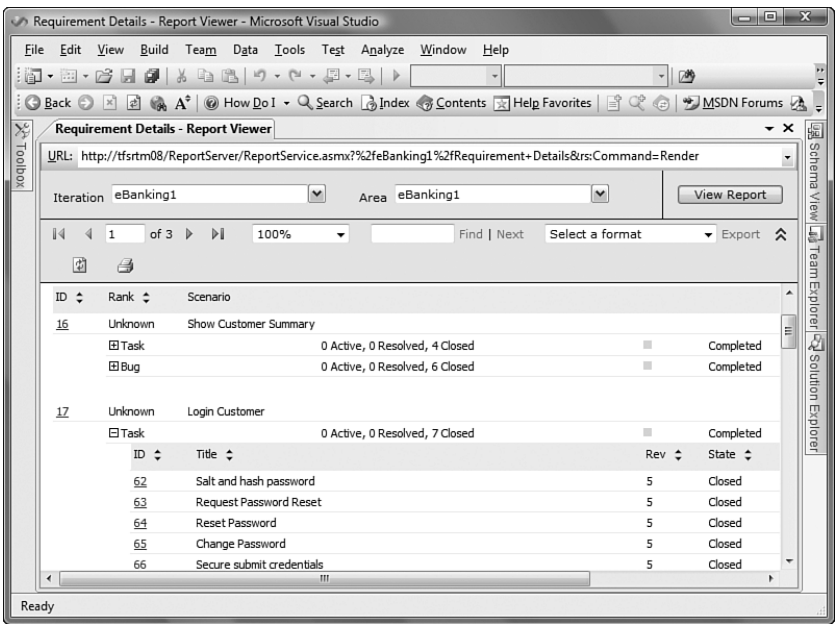 Requirement Details - Report Viewer - Microsoft Visual Studio
File Edit View Build Team Data Tools Test Analyze Window Help
Back How Do I Search Index Contents Help Favorites MSDN Forums
Requirement Details - Report Viewer
Toolbox
URL: http://tfsrtm08/ReportServer/ReportService.asmx?%2feBanking1%2fRequirement+Details&rs:Command=Render
Iteration eBanking1 Area eBanking1 View Report
1 of 3 100% Find | Next Select a format Export
ID Rank Scenario
16 Unknown Show Customer Summary
Task 0 Active, 0 Resolved, 4 Closed Completed
Bug 0 Active, 0 Resolved, 6 Closed Completed
17 Unknown Login Customer
Task 0 Active, 0 Resolved, 7 Closed Completed
ID Title Rev State
62 Salt and hash password 5 Closed
63 Request Password Reset 5 Closed
64 Reset Password 5 Closed
65 Change Password 5 Closed
66 Secure submit credentials 5 Closed
Schema View
Team Explorer
Solution Explorer
Ready